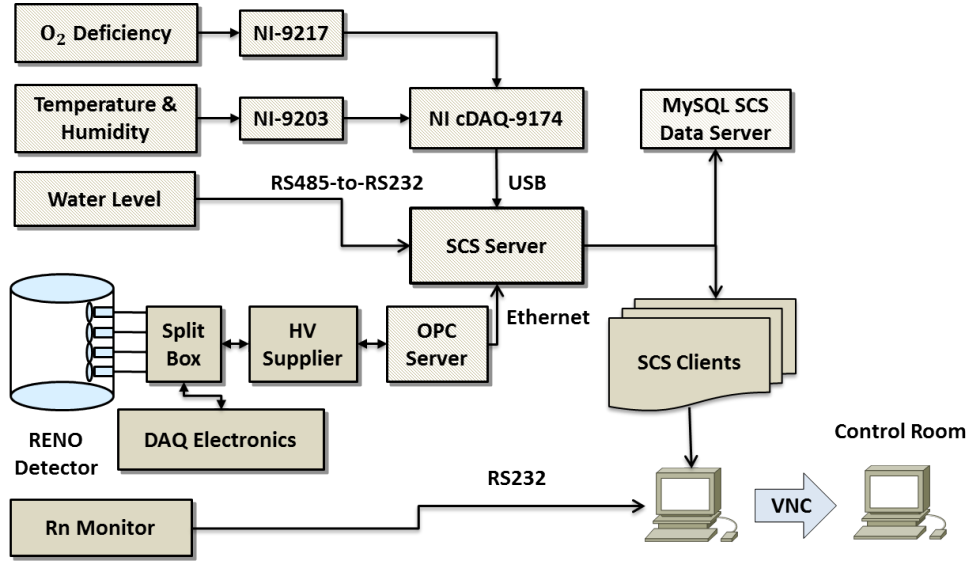 O₂ Deficiency
NI-9217
Temperature &
Humidity
NI-9203
NI cDAQ-9174
MySQL SCS
Data Server
Water Level
RS485-to-RS232
USB
SCS Server
Ethernet
Split
Box
HV
Supplier
OPC
Server
SCS Clients
RENO
Detector
DAQ Electronics
Control Room
RS232
Rn Monitor
VNC